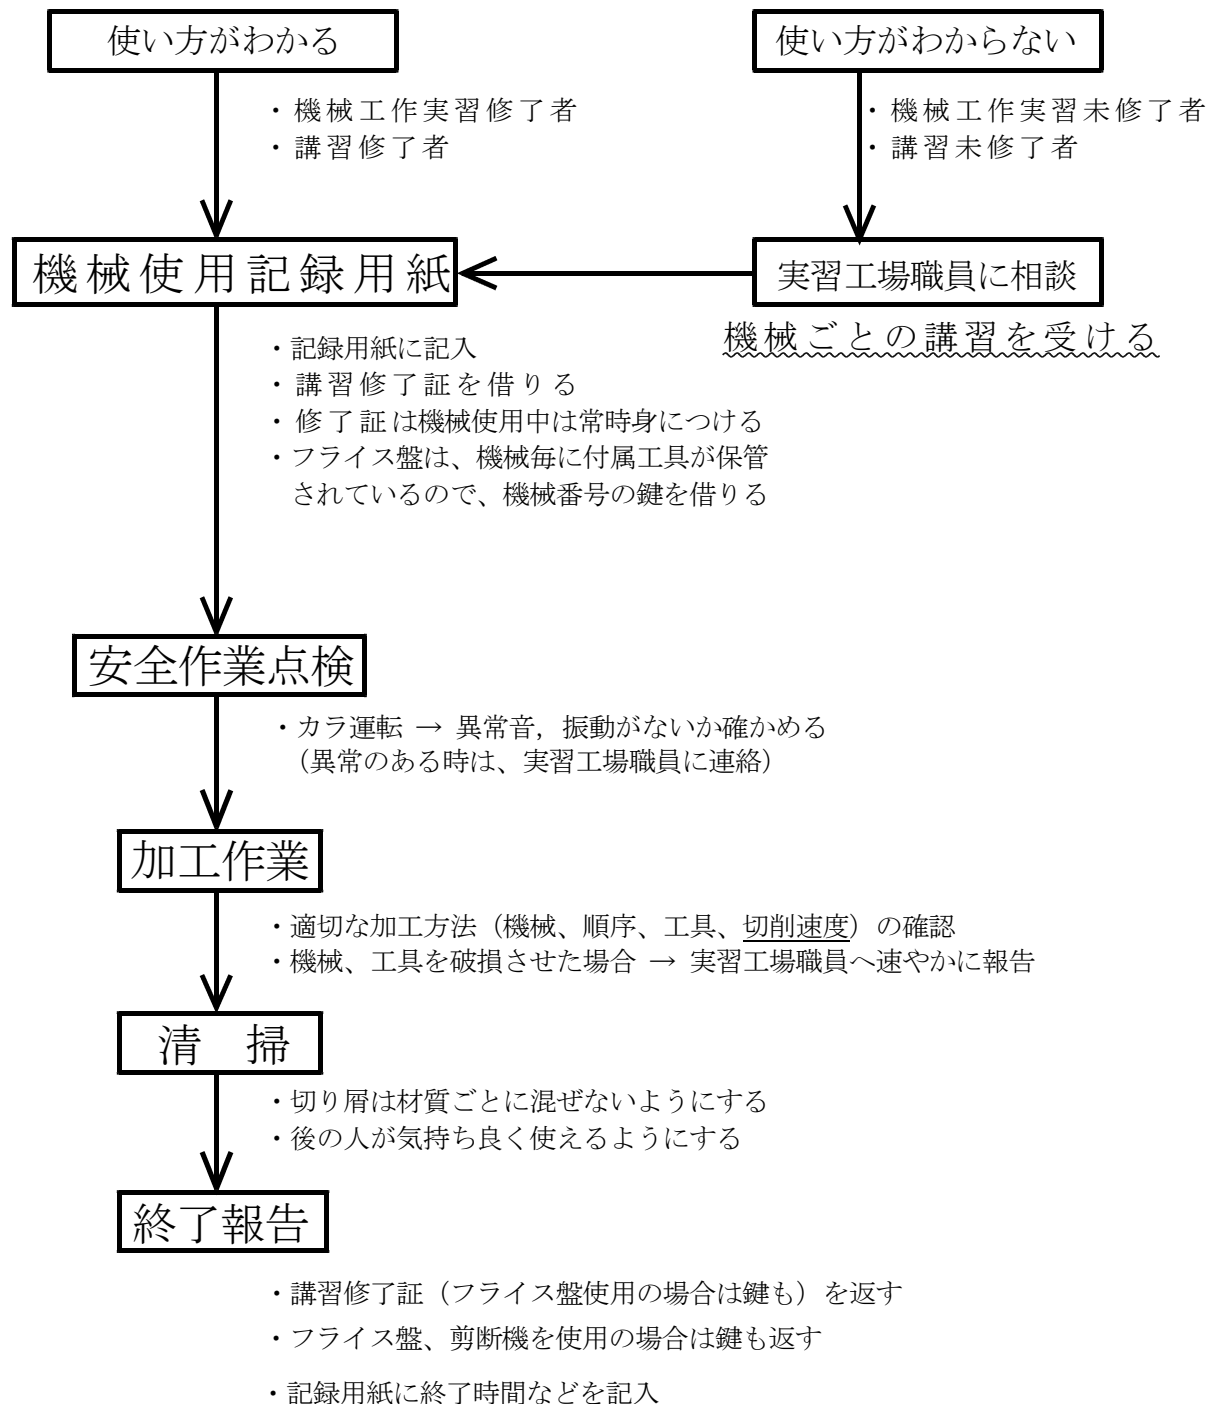 使い方がわかる
使い方がわからない
・機械工作実習修了者
・講習修了者
・機械工作実習未修了者
・講習未修了者
機械使用記録用紙
実習工場職員に相談
機械ごとの講習を受ける
・記録用紙に記入
・講習修了証を借りる
・修了証は機械使用中は常時身につける
・フライス盤は、機械毎に付属工具が保管
されているので、機械番号の鍵を借りる
安全作業点検
・カラ運転 → 異常音，振動がないか確かめる
（異常のある時は、実習工場職員に連絡）
加工作業
・適切な加工方法（機械、順序、工具、切削速度）の確認
・機械、工具を破損させた場合 → 実習工場職員へ速やかに報告
清　掃
・切り屑は材質ごとに混ぜないようにする
・後の人が気持ち良く使えるようにする
終了報告
・講習修了証（フライス盤使用の場合は鍵も）を返す
・フライス盤、剪断機を使用の場合は鍵も返す
・記録用紙に終了時間などを記入